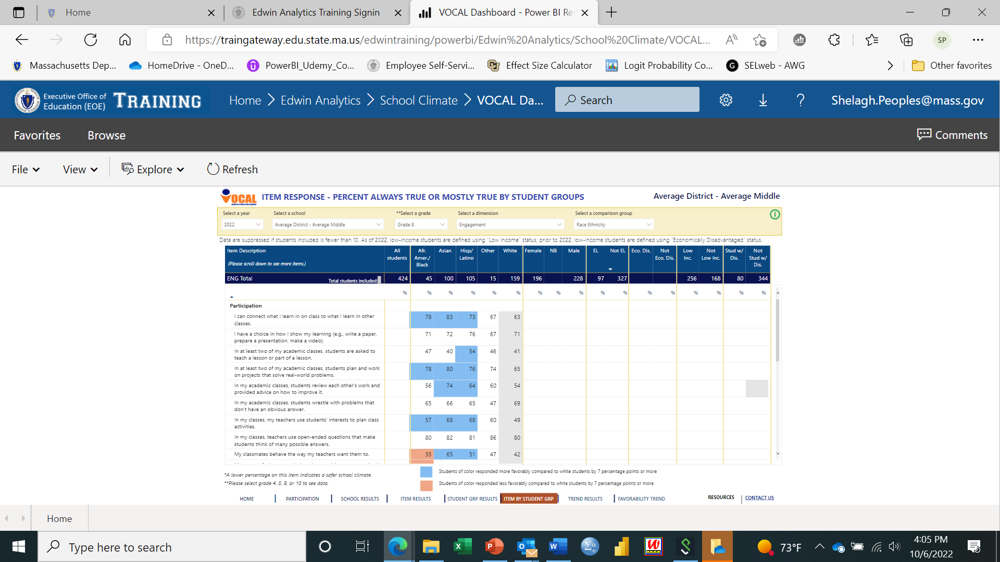 Home
Edwin Analytics Training Signin
VOCAL Dashboard - Power BI Re
https://traingateway.edu.state.ma.us/edwintraining/powerbi/Edwin%20Analytics/School%20Climate/VOCAL...
SP
Massachusetts Dep...
HomeDrive - OneD...
PowerBI_Udemy_Co...
Employee Self-Servi...
Effect Size Calculator
Logit Probability Co...
SELweb - AWG
Other favorites
Executive Office of
Education (EOE)
TRAINING
Home > Edwin Analytics > School Climate > VOCAL Da...
Search
Shelagh.Peoples@mass.gov
Favorites Browse
Comments
File View Explore Refresh
VOCAL
ITEM RESPONSE - PERCENT ALWAYS TRUE OR MOSTLY TRUE BY STUDENT GROUPS
Average District - Average Middle
Select a year Select a school **Select a grade Select a dimension Select a comparison group
2022 Average District - Average Middle Grade 8 Engagement Race Ethnicity
Data are suppressed if students included is fewer than 10. As of 2022, low-income students are defined using "Low Income" status; prior to 2022, low-income students are defined using "Economically Disadvantaged" status.
Item Description All Afr. Asian Hisp/ Other White Female NB Male EL Not EL Eco. Dis. Not Low Not Stud w/ Not
students Amer./ Latino Eco. Dis. Inc. Low Inc. Dis. Stud w/
(Please scroll down to see more items.) Black Dis.
ENG Total Total students included: 424 45 100 105 15 159 196 228 97 327 256 168 80 344
% % % % % % % % % % % % % % % % %
Participation
I can connect what I learn in on class to what I learn in other 78 83 73 67 63
classes.
I have a choice in how I show my learning (e.g., write a paper, 71 72 76 67 71
prepare a presentation, make a video).
In at least two of my academic classes, students are asked to 47 40 54 46 41
teach a lesson or part of a lesson.
In at least two of my academic classes, students plan and work 78 80 76 74 65
on projects that solve real-world problems.
In my academic classes, students review each other's work and 56 74 64 60 54
provided advice on how to improve it.
In my academic classes, students wrestle with problems that 65 66 65 47 69
don't have an obvious answer.
In my classes, my teachers use students' interests to plan class 57 68 68 60 49
activities.
In my classes, teachers use open-ended questions that make 80 82 81 86 80
students think of many possible answers.
My classmates behave the way my teachers want them to. 35 65 51 47 42
*A lower percentage on this item indicates a safer school climate.
**Please select grade 4, 5, 8, or 10 to see data.
Students of color responded more favorably compared to white students by 7 percentage points or more
Students of color responded less favorably compared to white students by 7 percentage points or more
HOME PARTICIPATION SCHOOL RESULTS ITEM RESULTS STUDENT GRP RESULTS ITEM BY STUDENT GRP TREND RESULTS FAVORABILITY TREND RESOURCES CONTACT US
Home
Type here to search
73°F
4:05 PM
10/6/2022